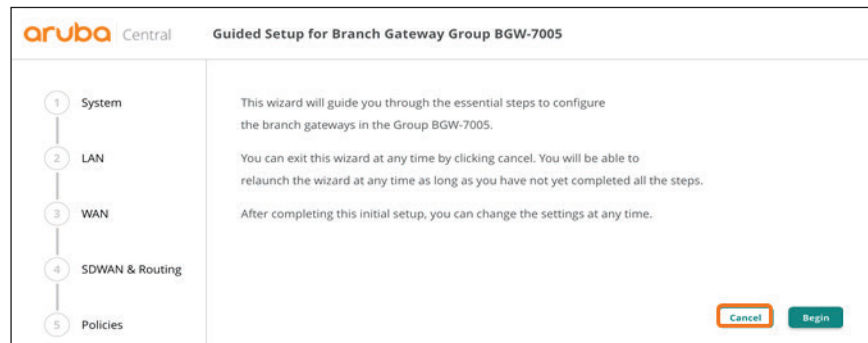 aruba Central
Guided Setup for Branch Gateway Group BGW-7005
1 System
2 LAN
3 WAN
4 SDWAN & Routing
5 Policies
This wizard will guide you through the essential steps to configure
the branch gateways in the Group BGW-7005.
You can exit this wizard at any time by clicking cancel. You will be able to
relaunch the wizard at any time as long as you have not yet completed all the steps.
After completing this initial setup, you can change the settings at any time.
Cancel
Begin